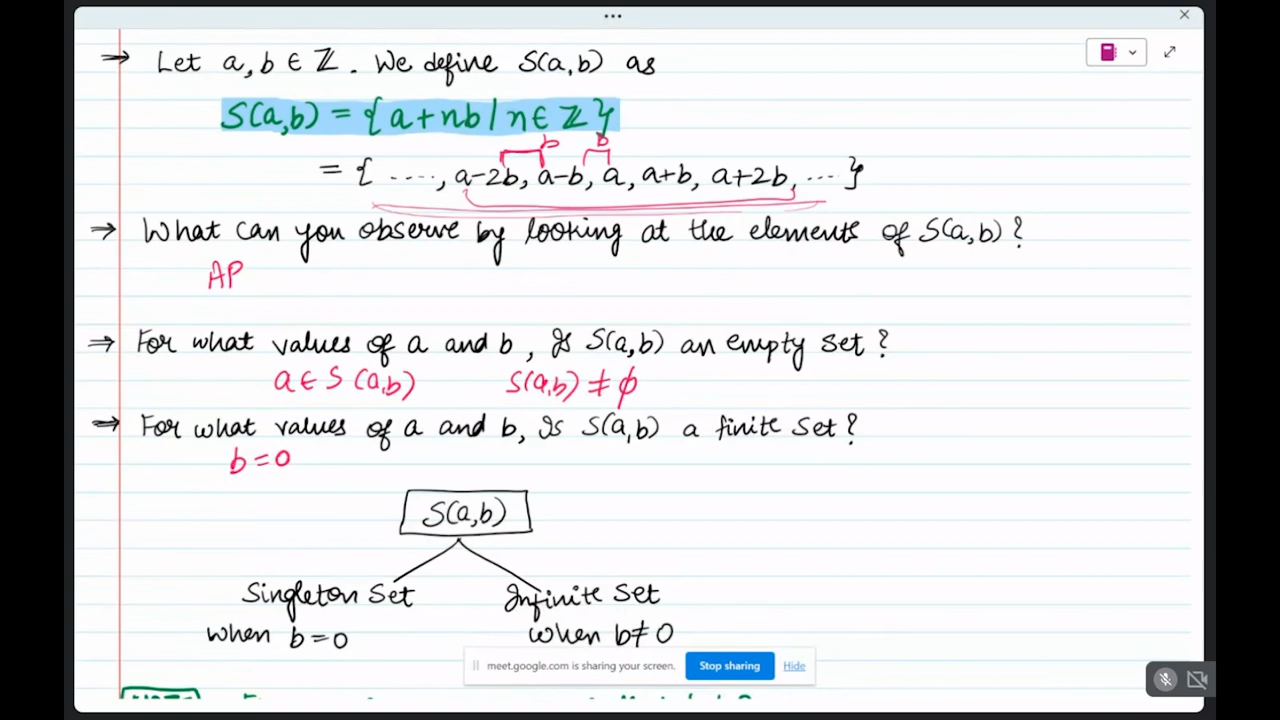 ⇒ Let a, b ∈ ℤ. We define S(a,b) as
S(a,b) = {a+nb | n ∈ ℤ}
b b
= { ...., a-2b, a-b, a, a+b, a+2b, .... }
⇒ What can you observe by looking at the elements of S(a,b)?
AP
⇒ For what values of a and b, Is S(a,b) an empty set?
a ∈ S(a,b) S(a,b) ≠ ϕ
⇒ For what values of a and b, Is S(a,b) a finite set?
b = 0
S(a,b)
Singleton Set Infinite Set
when b=0 when b≠0
meet.google.com is sharing your screen. Stop sharing Hide